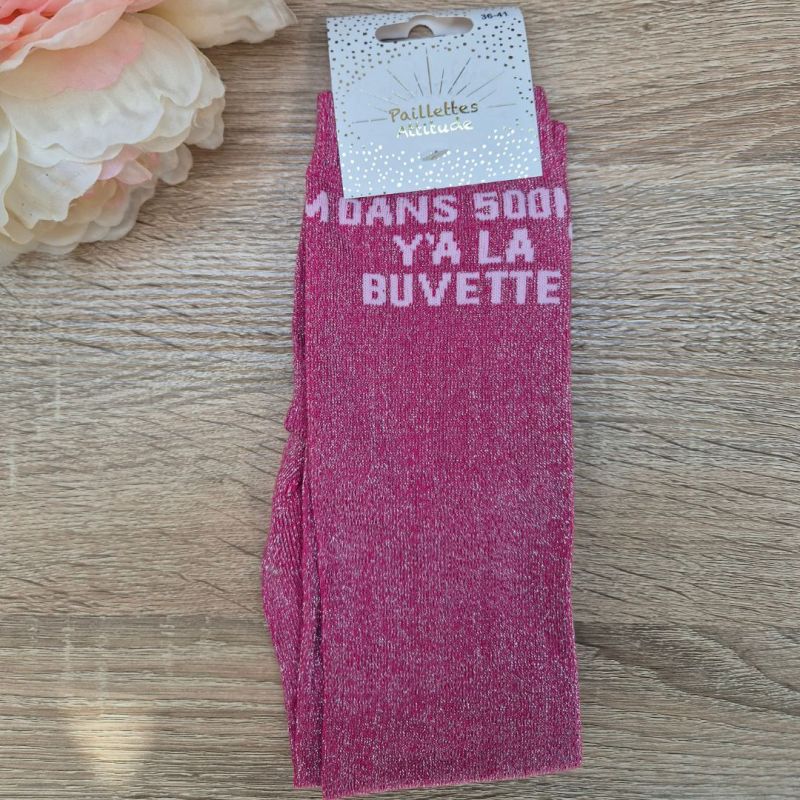 36-41
Paillettes
Attitude
M DANS 500M
Y'A LA
BUVETTE